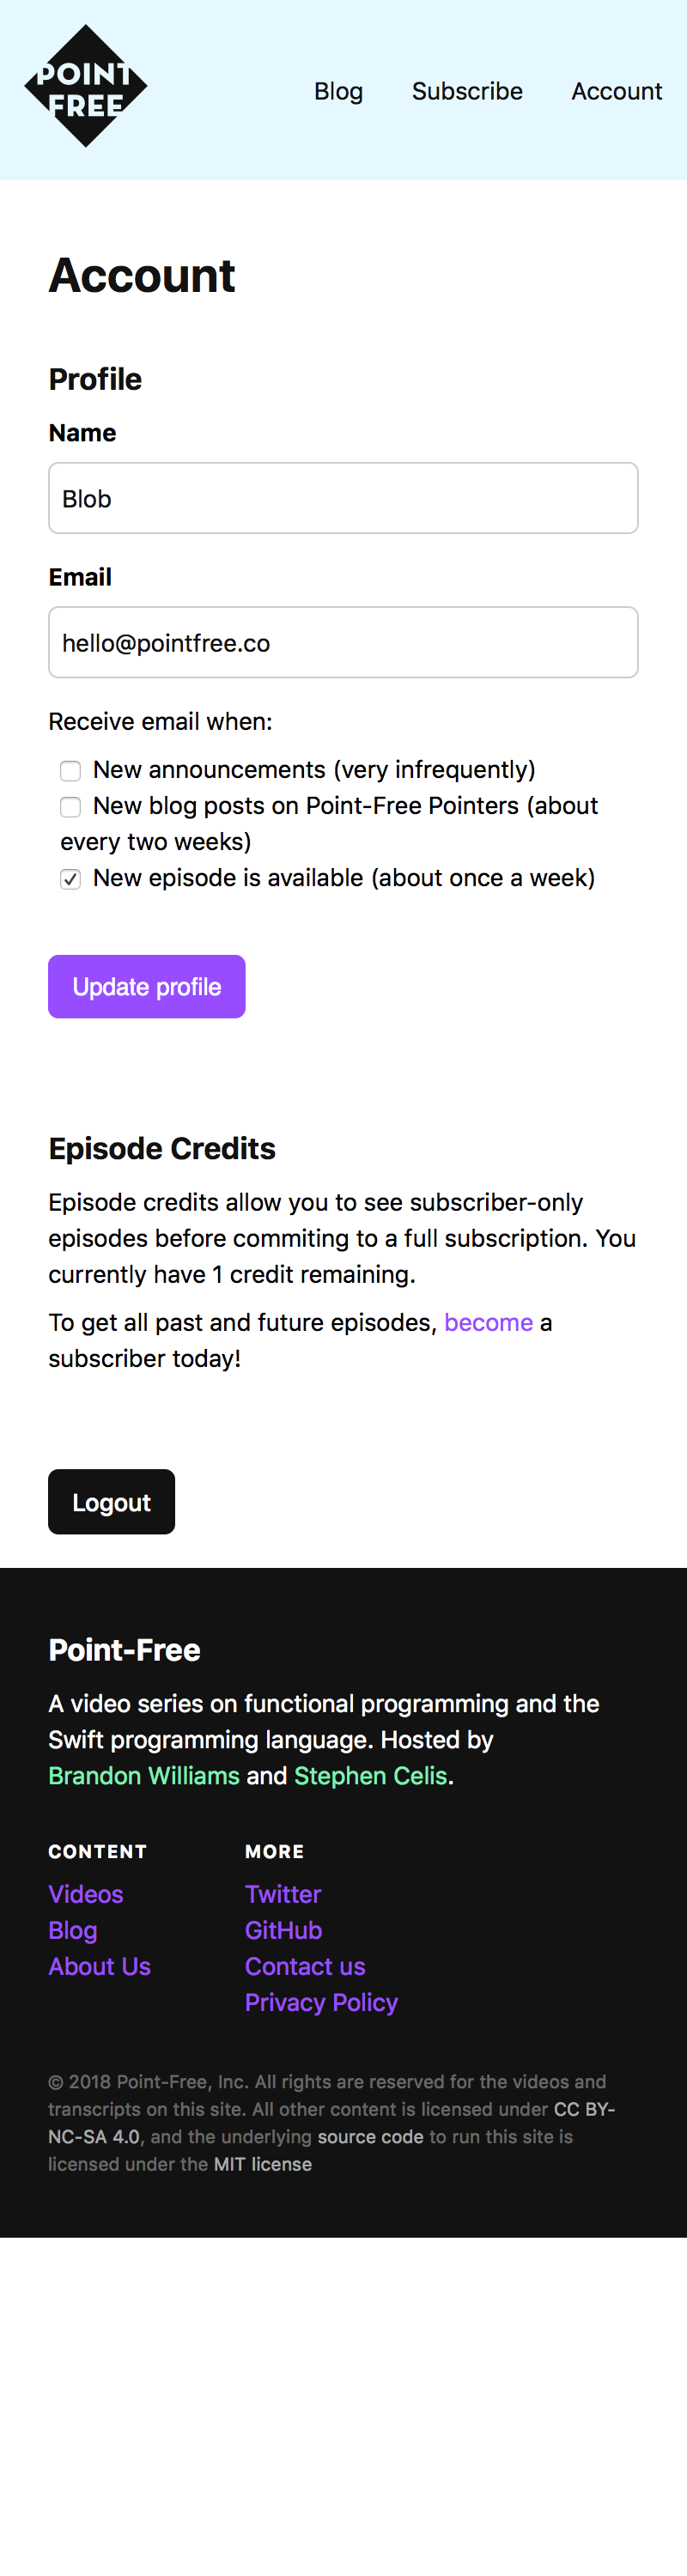 POINT
FREE
Blog Subscribe Account
Account
Profile
Name
Blob
Email
hello@pointfree.co
Receive email when:
New announcements (very infrequently)
New blog posts on Point-Free Pointers (about
every two weeks)
New episode is available (about once a week)
Update profile
Episode Credits
Episode credits allow you to see subscriber-only
episodes before commiting to a full subscription. You
currently have 1 credit remaining.
To get all past and future episodes, become a
subscriber today!
Logout
Point-Free
A video series on functional programming and the
Swift programming language. Hosted by
Brandon Williams and Stephen Celis.
CONTENT
Videos
Blog
About Us
MORE
Twitter
GitHub
Contact us
Privacy Policy
© 2018 Point-Free, Inc. All rights are reserved for the videos and
transcripts on this site. All other content is licensed under CC BY-
NC-SA 4.0, and the underlying source code to run this site is
licensed under the MIT license